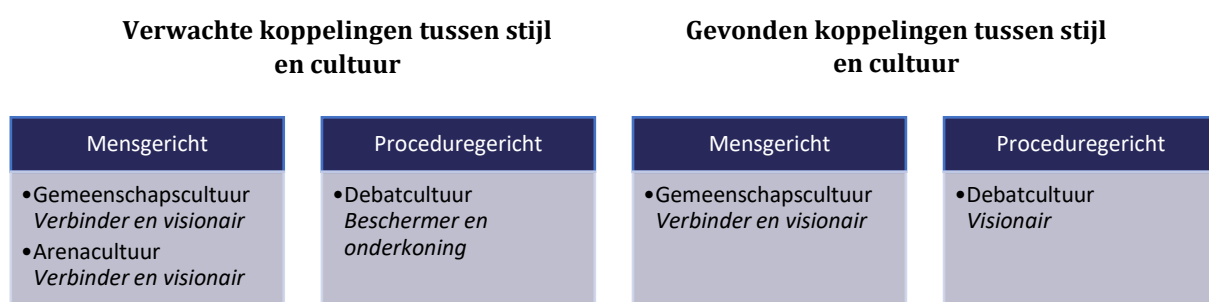 Verwachte koppelingen tussen stijl
en cultuur
Gevonden koppelingen tussen stijl
en cultuur
Mensgericht
•Gemeenschapscultuur
Verbinder en visionair
•Arenacultuur
Verbinder en visionair
Proceduregericht
•Debatcultuur
Beschermer en
onderkoning
Mensgericht
•Gemeenschapscultuur
Verbinder en visionair
Proceduregericht
•Debatcultuur
Visionair